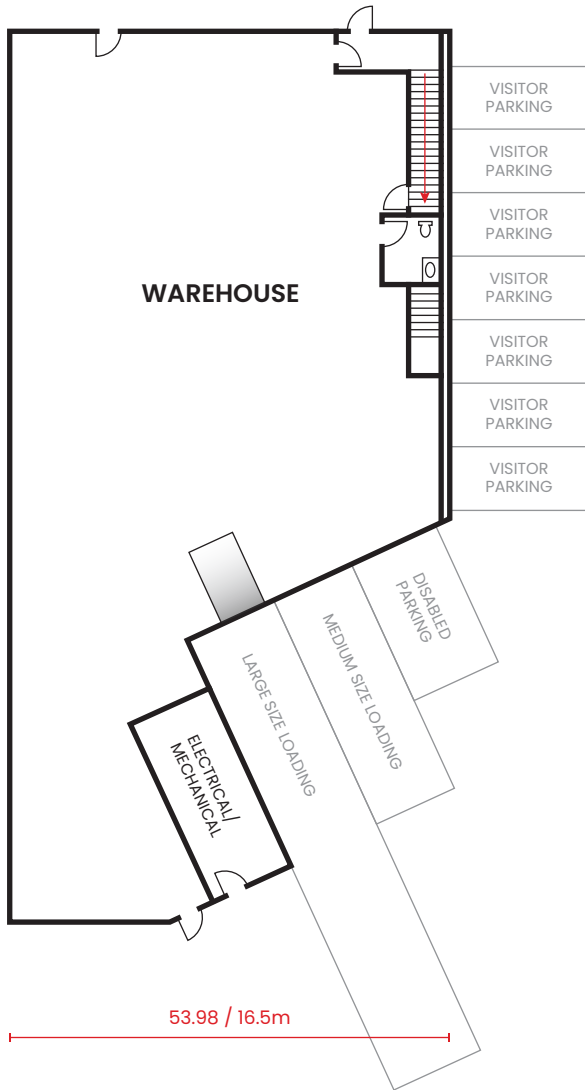 VISITOR
PARKING
VISITOR
PARKING
VISITOR
PARKING
VISITOR
PARKING
VISITOR
PARKING
VISITOR
PARKING
VISITOR
PARKING
WAREHOUSE
DISABLED
PARKING
MEDIUM SIZE LOADING
LARGE SIZE LOADING
ELECTRICAL/
MECHANICAL
53.98 / 16.5m